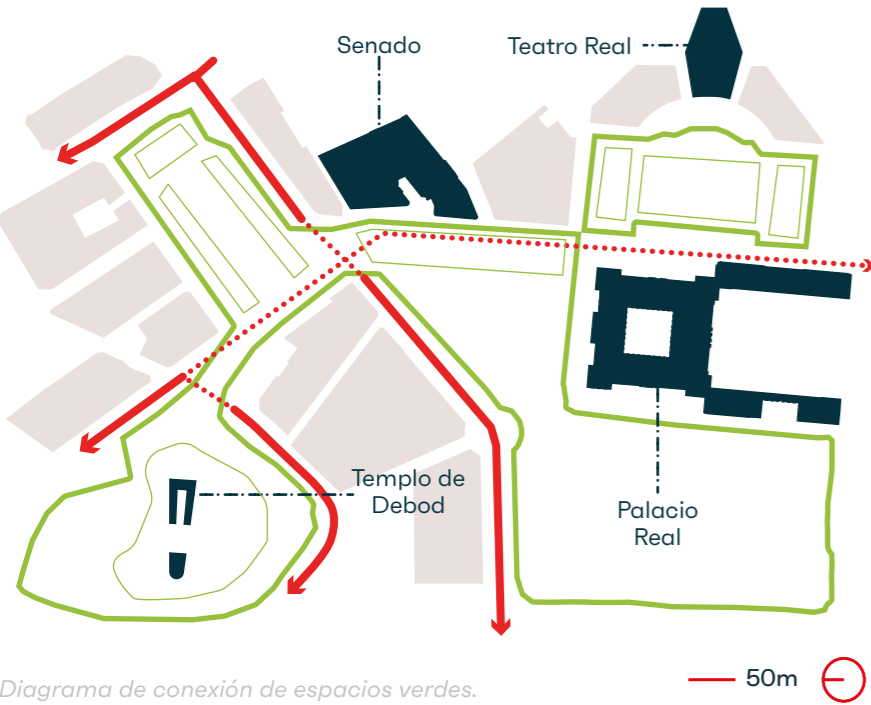 Senado
Teatro Real
Templo de
Debod
Palacio
Real
50m
Diagrama de conexión de espacios verdes.